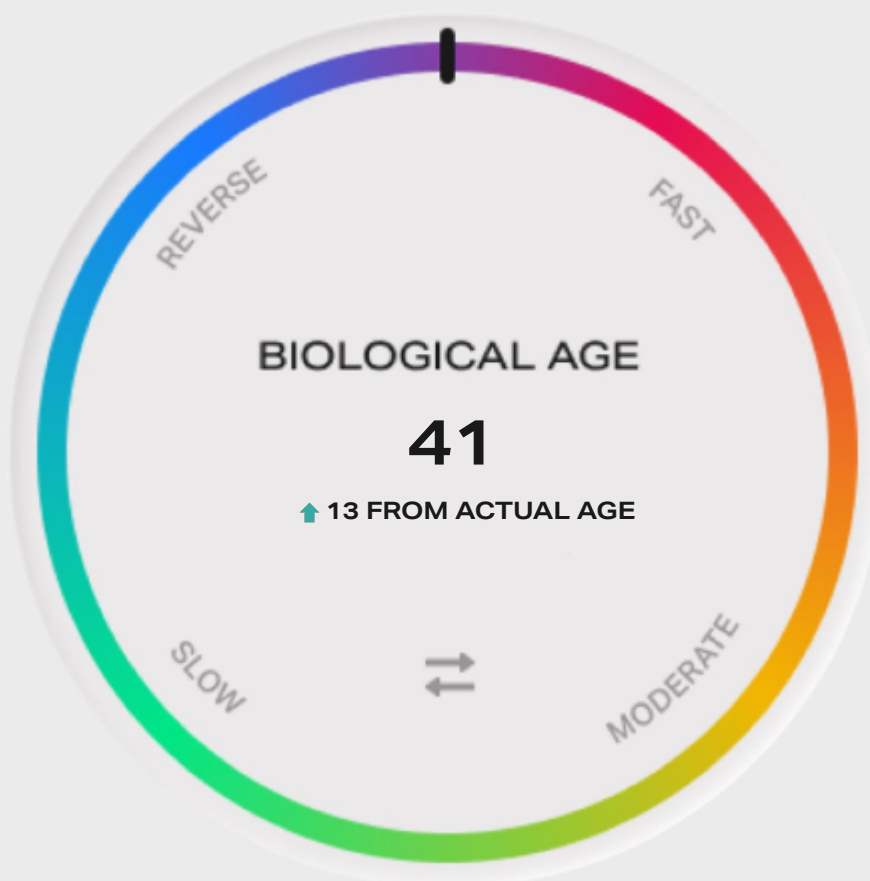 REVERSE
FAST
BIOLOGICAL AGE
41
13 FROM ACTUAL AGE
SLOW
MODERATE